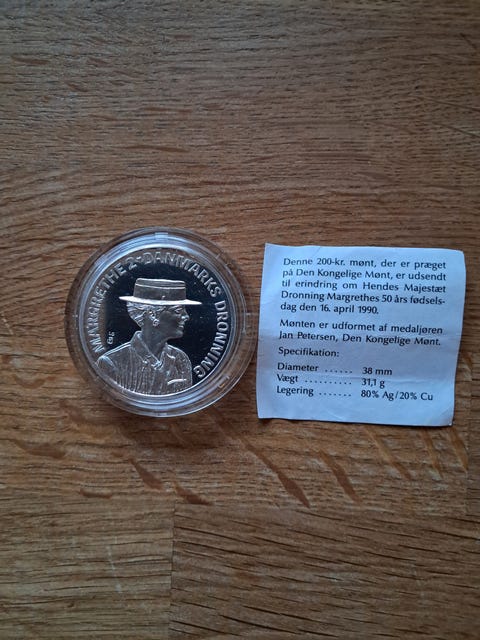 MARGRETHE 2 • DANMARKS DRONNING
Denne 200-kr. mønt, der er præget
på Den Kongelige Mønt, er udsendt
til erindring om Hendes Majestæt
Dronning Margrethes 50 års fødsels-
dag den 16. april 1990.
Mønten er udformet af medaljøren
Jan Petersen, Den Kongelige Mønt.
Specifikation:
Diameter ...... 38 mm
Vægt .......... 31,1 g
Legering ....... 80% Ag/20% Cu